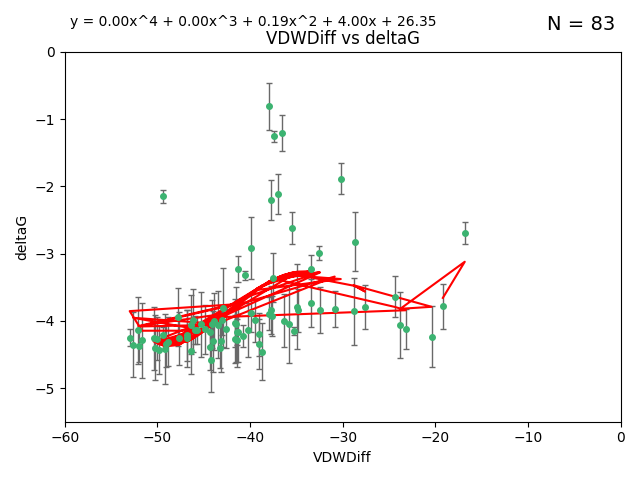 y = 0.00x^4 + 0.00x^3 + 0.19x^2 + 4.00x + 26.35
N = 83
VDWDiff vs deltaG
0
−1
−2
−3
−4
−5
deltaG
−60 −50 −40 −30 −20 −10 0
VDWDiff